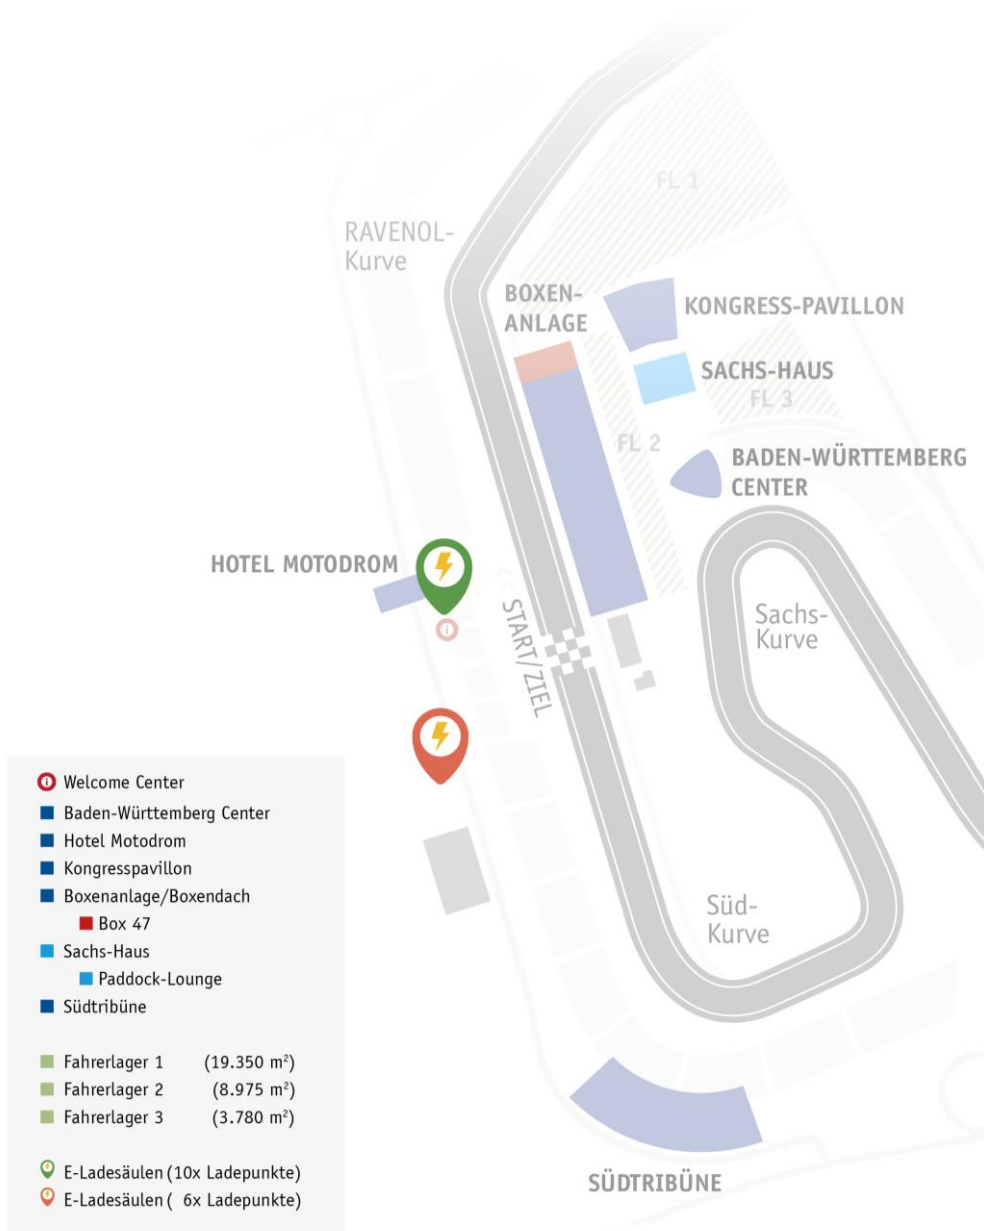 FL 1
RAVENOL-
Kurve
BOXEN-
ANLAGE
KONGRESS-PAVILLON
SACHS-HAUS
FL 3
FL 2
BADEN-WÜRTTEMBERG
CENTER
HOTEL MOTODROM
<< START/ZIEL
Sachs-
Kurve
Süd-
Kurve
SÜDTRIBÜNE
Welcome Center
Baden-Württemberg Center
Hotel Motodrom
Kongresspavillon
Boxenanlage/Boxendach
Box 47
Sachs-Haus
Paddock-Lounge
Südtribüne
Fahrerlager 1 (19.350 m²)
Fahrerlager 2 (8.975 m²)
Fahrerlager 3 (3.780 m²)
E-Ladesäulen (10x Ladepunkte)
E-Ladesäulen ( 6x Ladepunkte)